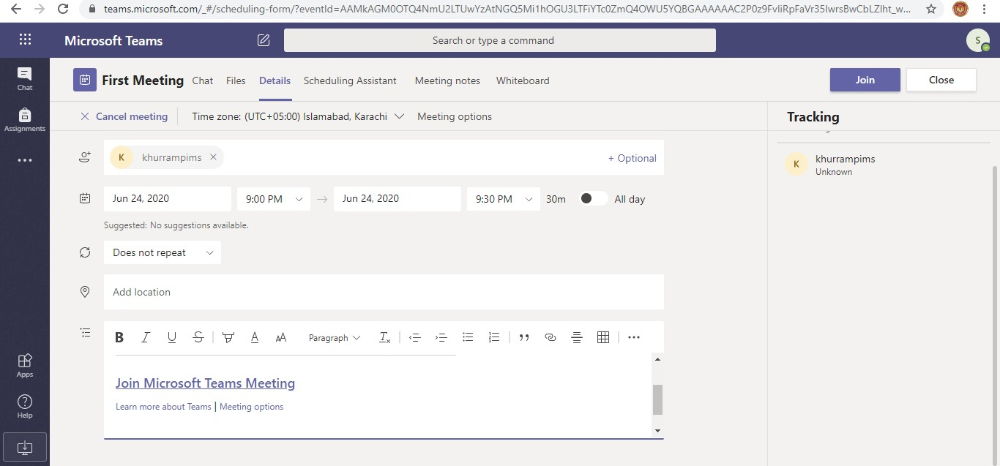 teams.microsoft.com/_#/scheduling-form/?eventId=AAMkAGM0OTQ4NmU2LTUwYzAtNGQ5Mi1hOGU3LTFiYTc0ZmQ4OWU5YQBGAAAAAAC2P0z9FvIiRpFaVr35lwrsBwCbLZlht_w...
Microsoft Teams
Search or type a command
S
Chat
Assignments
Apps
Help
First Meeting Chat Files Details Scheduling Assistant Meeting notes Whiteboard
Join Close
Cancel meeting Time zone: (UTC+05:00) Islamabad, Karachi Meeting options
K khurrampims + Optional
Jun 24, 2020 9:00 PM Jun 24, 2020 9:30 PM 30m All day
Suggested: No suggestions available.
Does not repeat
Add location
B I U S A AA Paragraph
Join Microsoft Teams Meeting
Learn more about Teams | Meeting options
Tracking
K khurrampims
Unknown